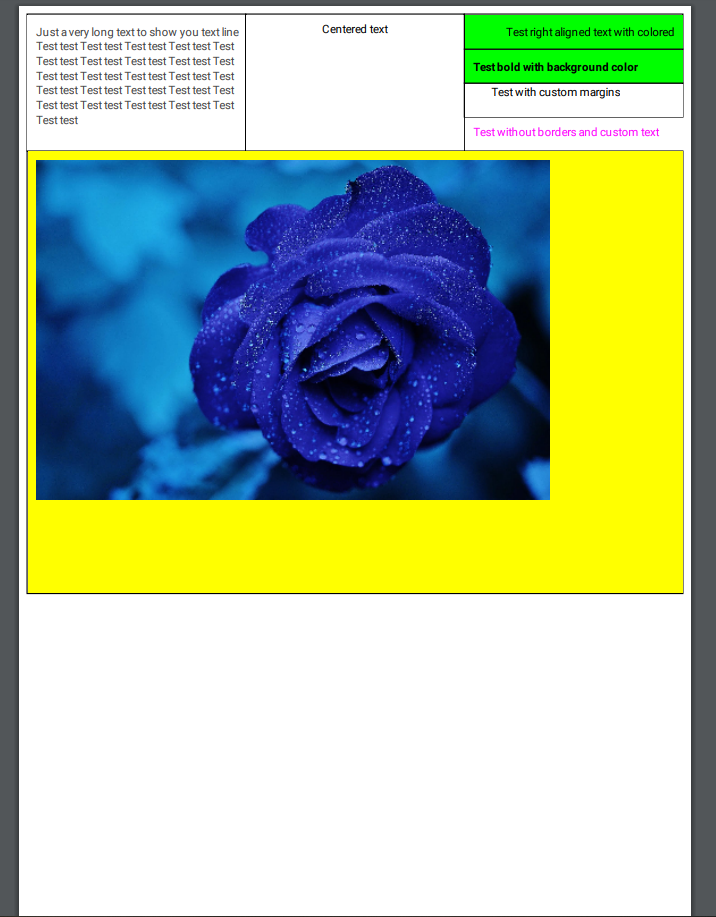 Just a very long text to show you text line
Test test Test test Test test Test test Test
Test test Test test Test test Test test Test
Test test Test test Test test Test test Test
Test test Test test Test test Test test Test
Test test Test test Test test Test test Test
Test test
Centered text
Test right aligned text with colored
Test bold with background color
Test with custom margins
Test without borders and custom text